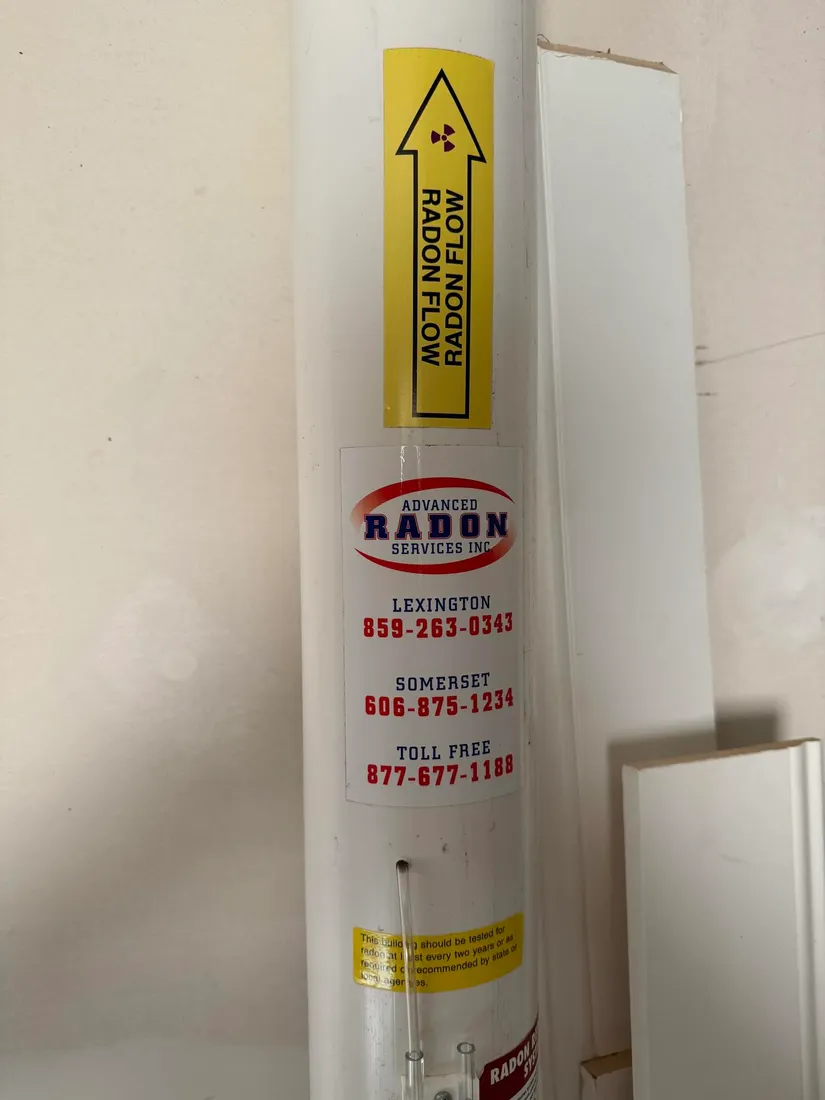 RADON FLOW
RADON FLOW
ADVANCED
RADON
SERVICES INC
LEXINGTON
859-263-0343
SOMERSET
606-875-1234
TOLL FREE
877-677-1188
This building should be tested for
radon at least every two years or as
required or recommended by state or
local agencies.
RADON